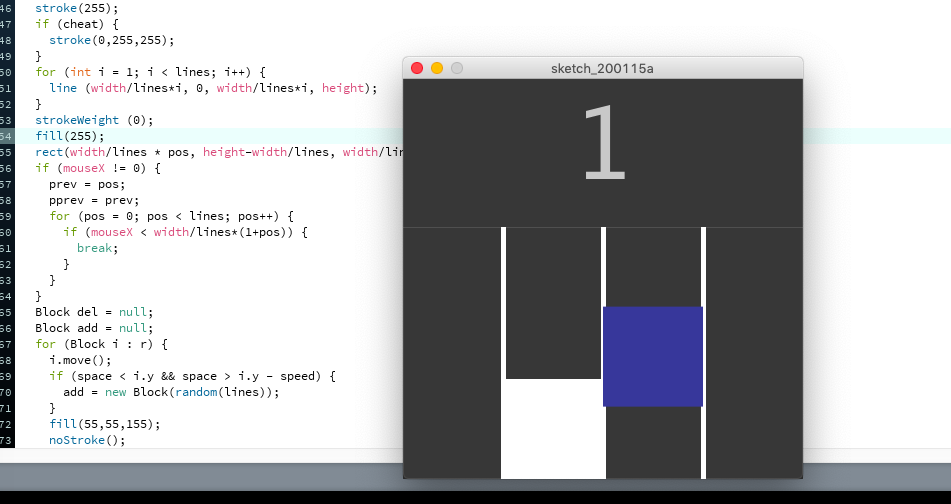 46 stroke(255);
47 if (cheat) {
48 stroke(0,255,255);
49 }
50 for (int i = 1; i < lines; i++) {
51 line (width/lines*i, 0, width/lines*i, height);
52 }
53 strokeWeight (0);
54 fill(255);
55 rect(width/lines * pos, height-width/lines,
56 if (mouseX != 0) {
57 prev = pos;
58 pprev = prev;
59 for (pos = 0; pos < lines; pos++) {
60 if (mouseX < width/lines*(1+pos)) {
61 break;
62 }
63 }
64 }
65 Block del = null;
66 Block add = null;
67 for (Block i : r) {
68 i.move();
69 if (space < i.y && space > i.y - speed) {
70 add = new Block(random(lines));
71 }
72 fill(55,55,155);
73 noStroke();
sketch_200115a
1